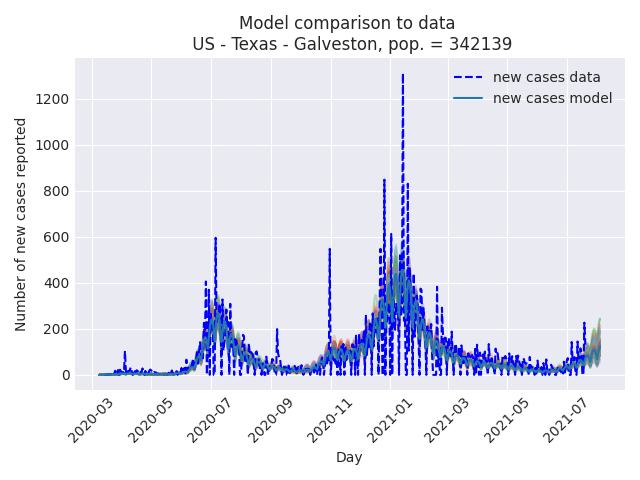 Model comparison to data
US - Texas - Galveston, pop. = 342139
new cases data
new cases model
Number of new cases reported
1200
1000
800
600
400
200
0
2020-03
2020-05
2020-07
2020-09
2020-11
2021-01
2021-03
2021-05
2021-07
Day